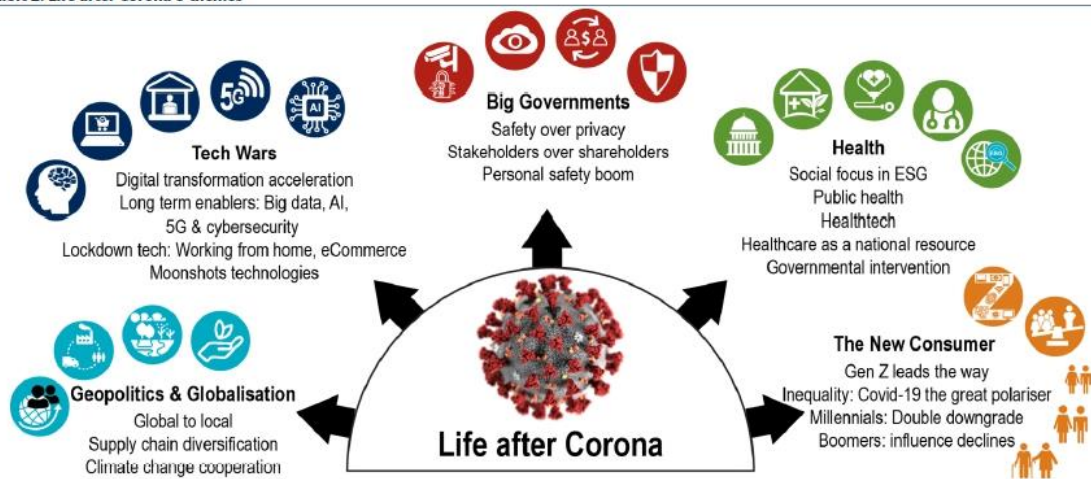 Big Governments
Safety over privacy
Stakeholders over shareholders
Personal safety boom
5G
AI
Tech Wars
Digital transformation acceleration
Long term enablers: Big data, AI,
5G & cybersecurity
Lockdown tech: Working from home, eCommerce
Moonshots technologies
Health
Social focus in ESG
Public health
Healthtech
Healthcare as a national resource
Governmental intervention
Geopolitics & Globalisation
Global to local
Supply chain diversification
Climate change cooperation
The New Consumer
Gen Z leads the way
Inequality: Covid-19 the great polariser
Millennials: Double downgrade
Boomers: influence declines
Life after Corona